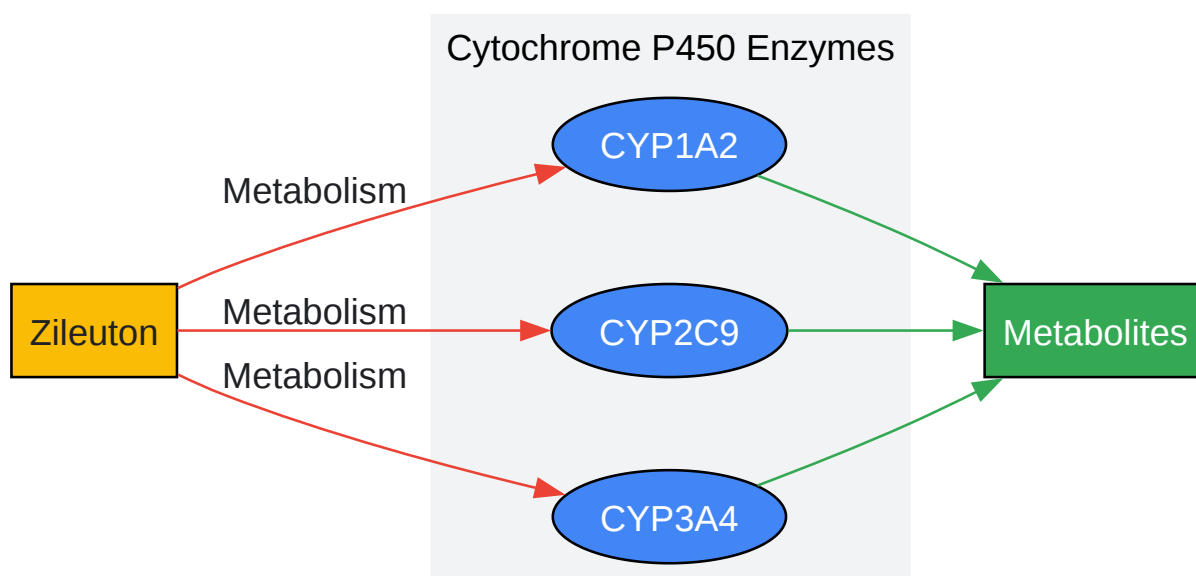 Cytochrome P450 Enzymes
CYP1A2
Metabolism
Zileuton
Metabolism
CYP2C9
Metabolites
Metabolism
CYP3A4